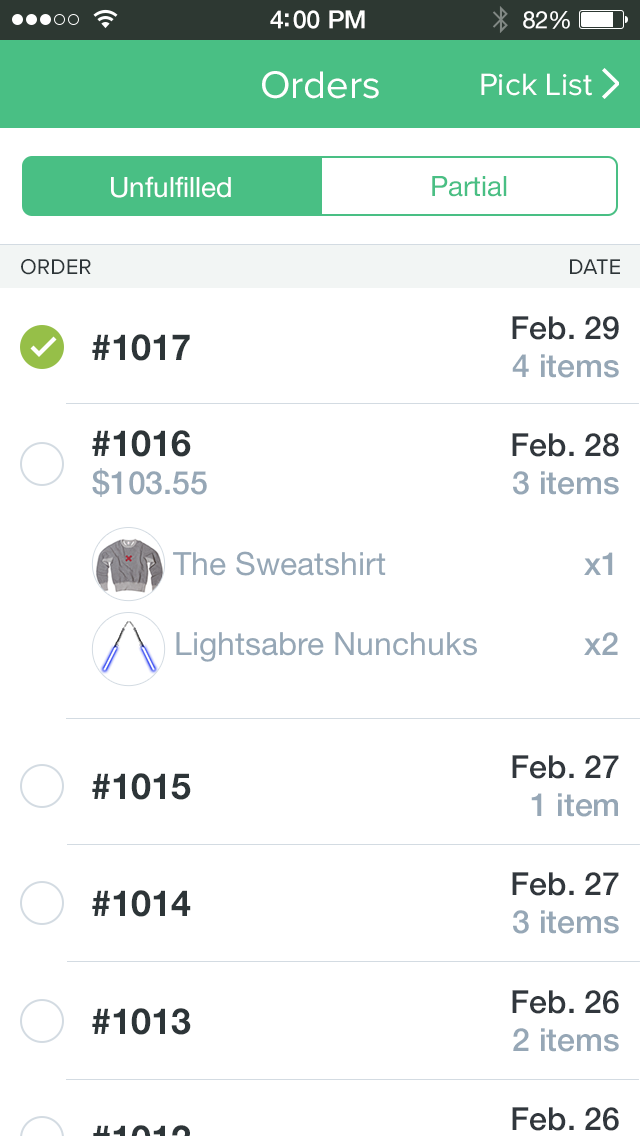 4:00 PM 82%
Orders Pick List
Unfulfilled Partial
ORDER DATE
#1017 Feb. 29
4 items
#1016 Feb. 28
$103.55 3 items
The Sweatshirt x1
Lightsabre Nunchuks x2
#1015 Feb. 27
1 item
#1014 Feb. 27
3 items
#1013 Feb. 26
2 items
#1012 Feb. 26